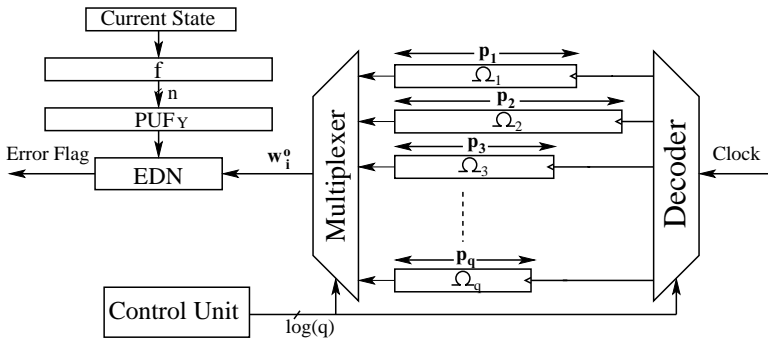 Current State
f
n
PUF_Y
EDN
Error Flag
w_i^o
Multiplexer
p_1
Ω_1
p_2
Ω_2
p_3
Ω_3
p_q
Ω_q
Decoder
Clock
Control Unit
log(q)